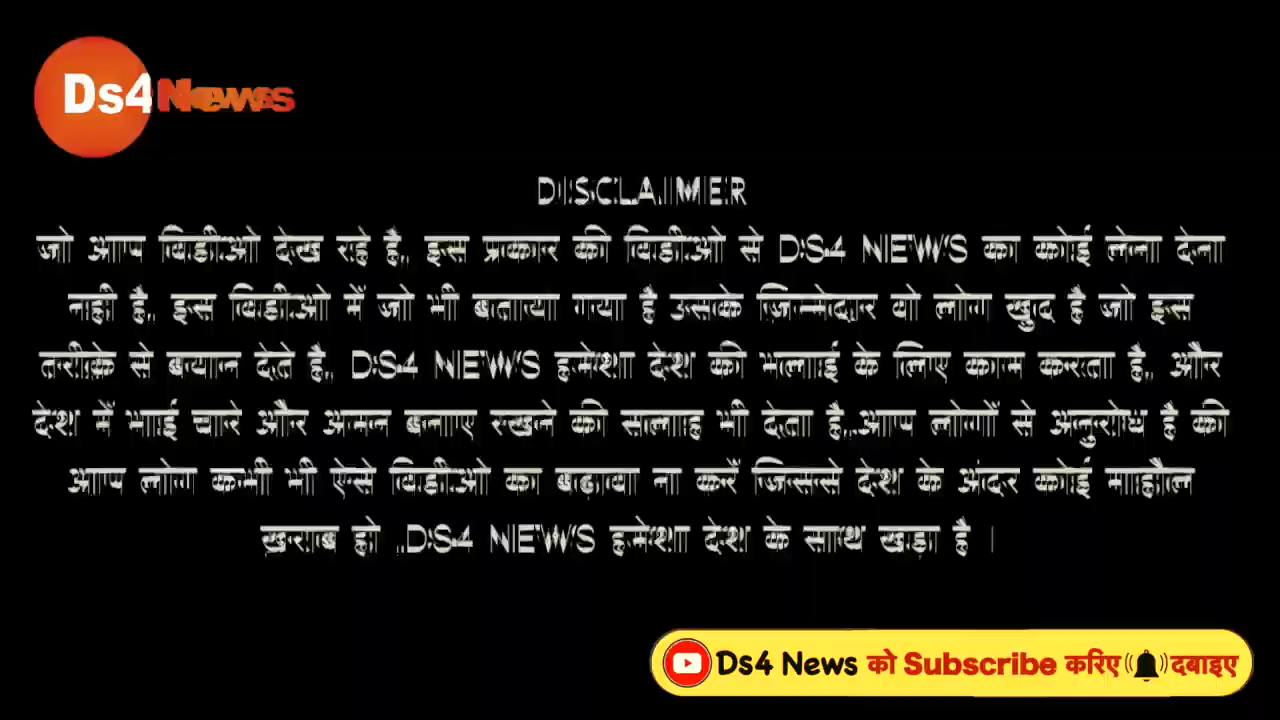 Ds4 News
DISCLAIMER
जो आप विडीओ देख रहे है,, इस प्रकार की विडीओ से DS4 NEWS का कोई लेना देना
नही है,, इस विडीओ में जो भी बताया गया है उसके ज़िम्मेदार वो लोग खुद है जो इस
तरीक़े से बयान देते है,, DS4 NEWS हमेशा देश की भलाई के लिए काम करता है,, और
देश में भाई चारे और अमन बनाए रखने की सलाह भी देता है,,आप लोगों से अनुरोध है की
आप लोग कभी भी ऐसे विडीओ का बढ़ावा ना करें जिससे देश के अंदर कोई माहौल
ख़राब हो ,,DS4 NEWS हमेशा देश के साथ खड़ा है ।
Ds4 News को Subscribe करिए दबाइए